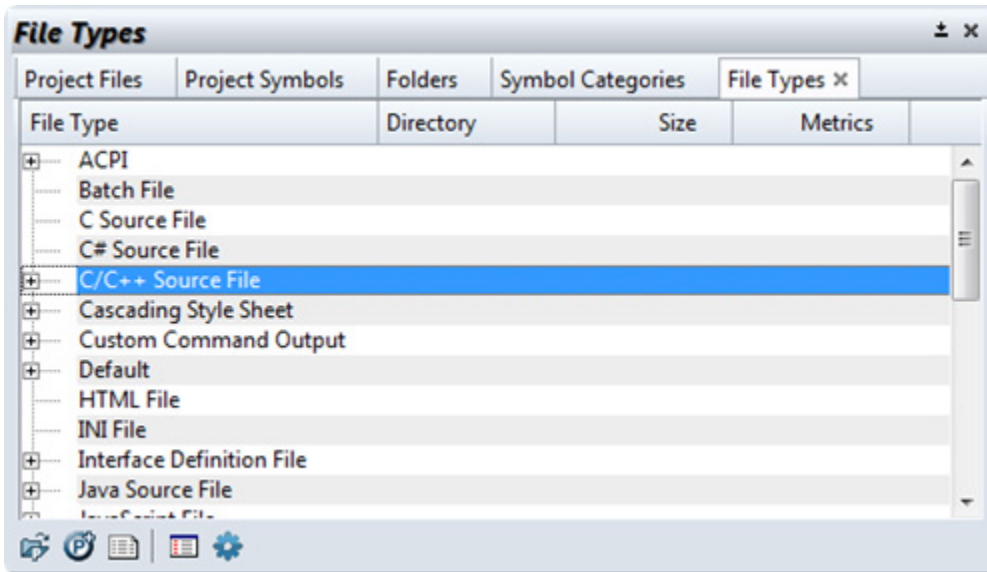 File Types
Project Files Project Symbols Folders Symbol Categories File Types
File Type Directory Size Metrics
ACPI
Batch File
C Source File
C# Source File
C/C++ Source File
Cascading Style Sheet
Custom Command Output
Default
HTML File
INI File
Interface Definition File
Java Source File
JavaScript File